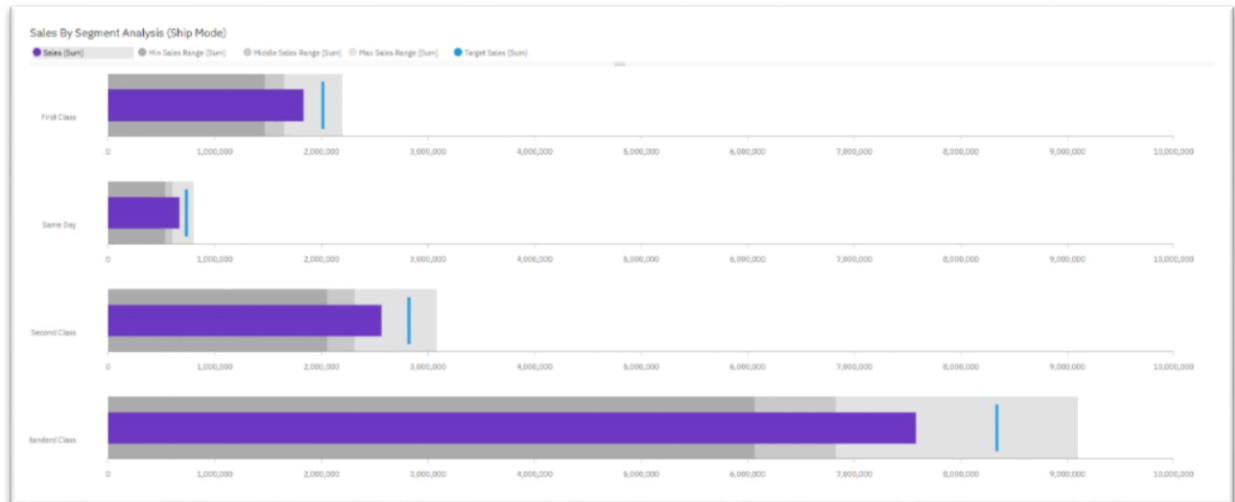 Sales By Segment Analysis (Ship Mode)
Sales (Sum) Min Sales Range (Sum) Middle Sales Range (Sum) Max Sales Range (Sum) Target Sales (Sum)
First Class
0 1,000,000 2,000,000 3,000,000 4,000,000 5,000,000 6,000,000 7,000,000 8,000,000 9,000,000 10,000,000
Same Day
0 1,000,000 2,000,000 3,000,000 4,000,000 5,000,000 6,000,000 7,000,000 8,000,000 9,000,000 10,000,000
Second Class
0 1,000,000 2,000,000 3,000,000 4,000,000 5,000,000 6,000,000 7,000,000 8,000,000 9,000,000 10,000,000
tandard Class
0 1,000,000 2,000,000 3,000,000 4,000,000 5,000,000 6,000,000 7,000,000 8,000,000 9,000,000 10,000,000